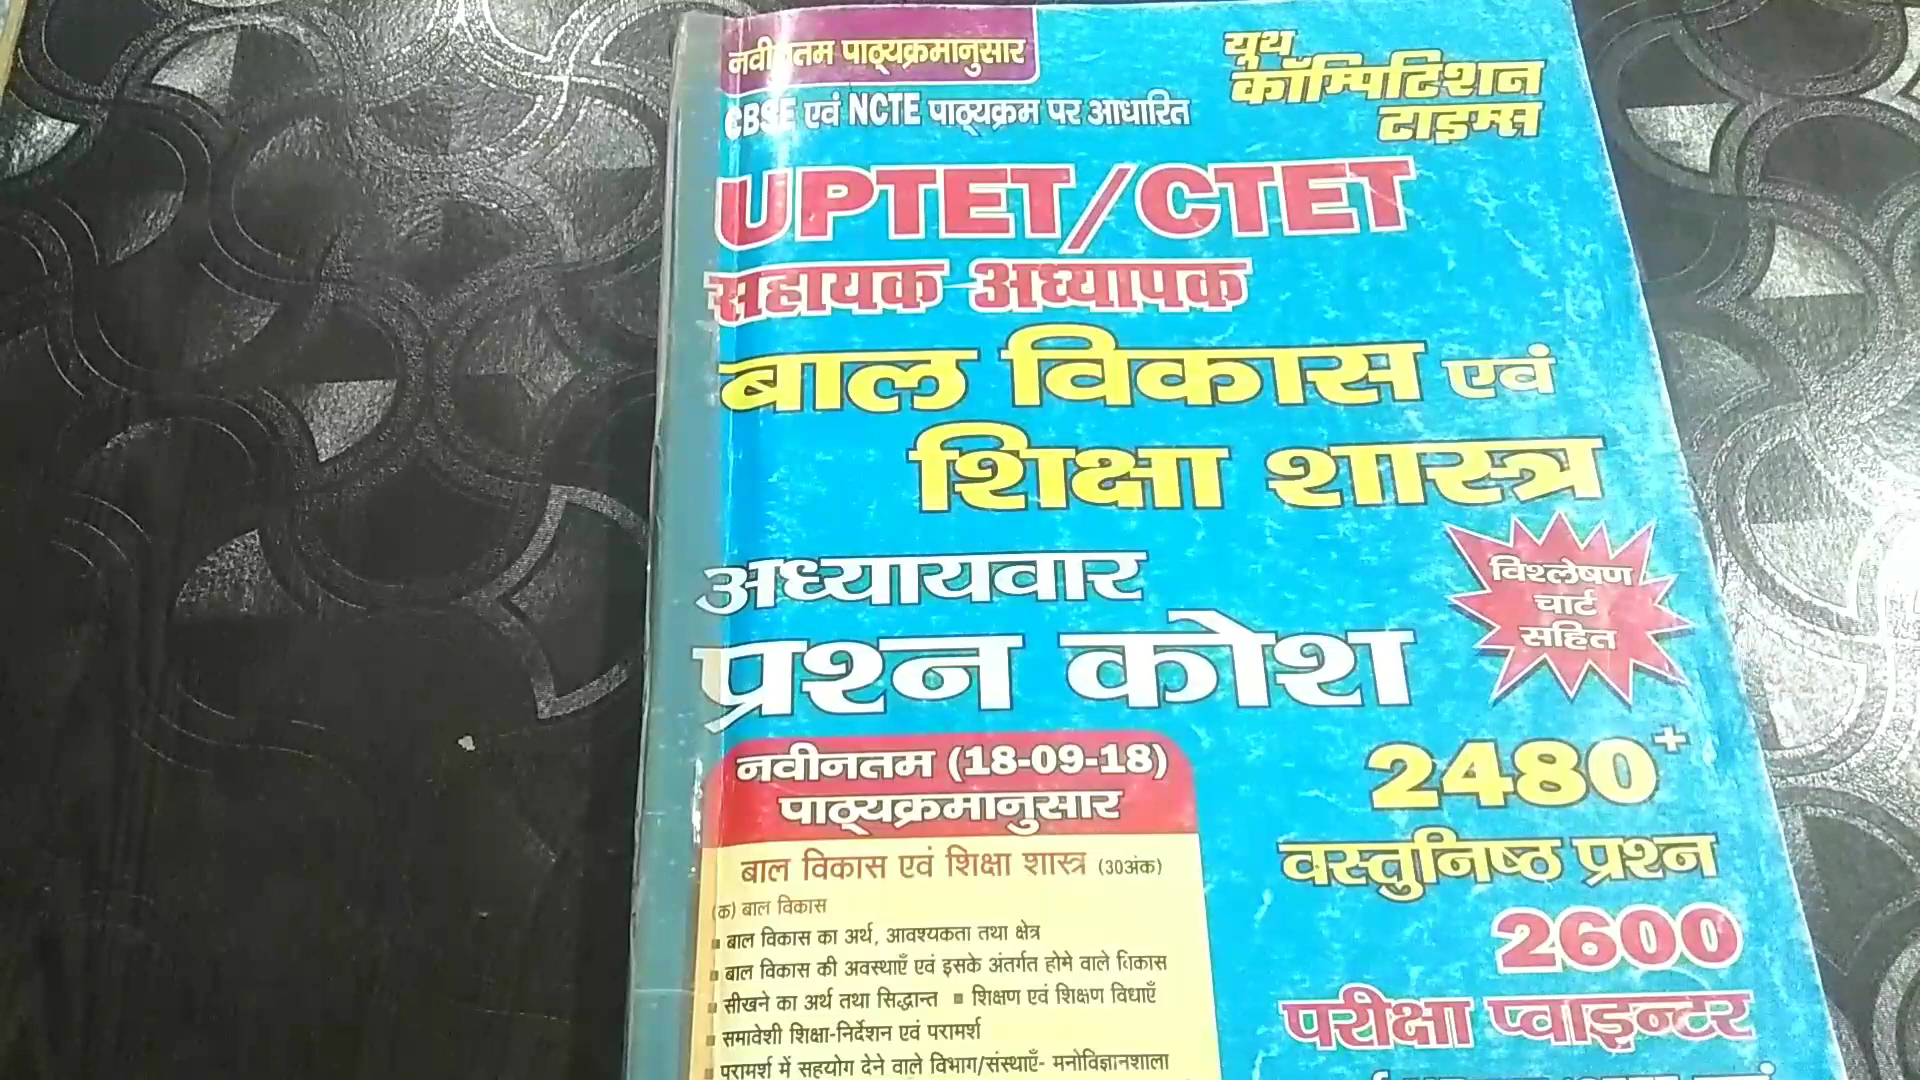 नवीनतम पाठ्यक्रमानुसार
यूथ
कॉम्पिटिशन
टाइम्स
CBSE एवं NCTE पाठ्यक्रम पर आधारित
UPTET/CTET
सहायक अध्यापक
बाल विकास एवं
शिक्षा शास्त्र
अध्यायवार
प्रश्न कोश
विश्लेषण
चार्ट
सहित
नवीनतम (18-09-18)
पाठ्यक्रमानुसार
बाल विकास एवं शिक्षा शास्त्र (30अंक)
(क) बाल विकास
▪ बाल विकास का अर्थ, आवश्यकता तथा क्षेत्र
▪ बाल विकास की अवस्थाएँ एवं इसके अंतर्गत होमे वाले विकास
▪ सीखने का अर्थ तथा सिद्धान्त ▪ शिक्षण एवं शिक्षण विधाएँ
▪ समावेशी शिक्षा-निर्देशन एवं परामर्श
▪ परामर्श में सहयोग देने वाले विभाग/संस्थाएँ- मनोविज्ञानशाला
2480+
वस्तुनिष्ठ प्रश्न
2600
परीक्षा प्वाइन्टर